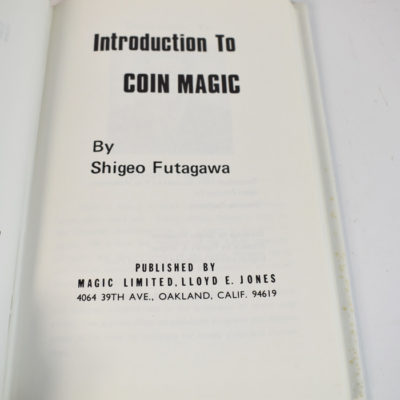 Introduction To
COIN MAGIC
By
Shigeo Futagawa
PUBLISHED BY
MAGIC LIMITED, LLOYD E. JONES
4064 39TH AVE., OAKLAND, CALIF. 94619